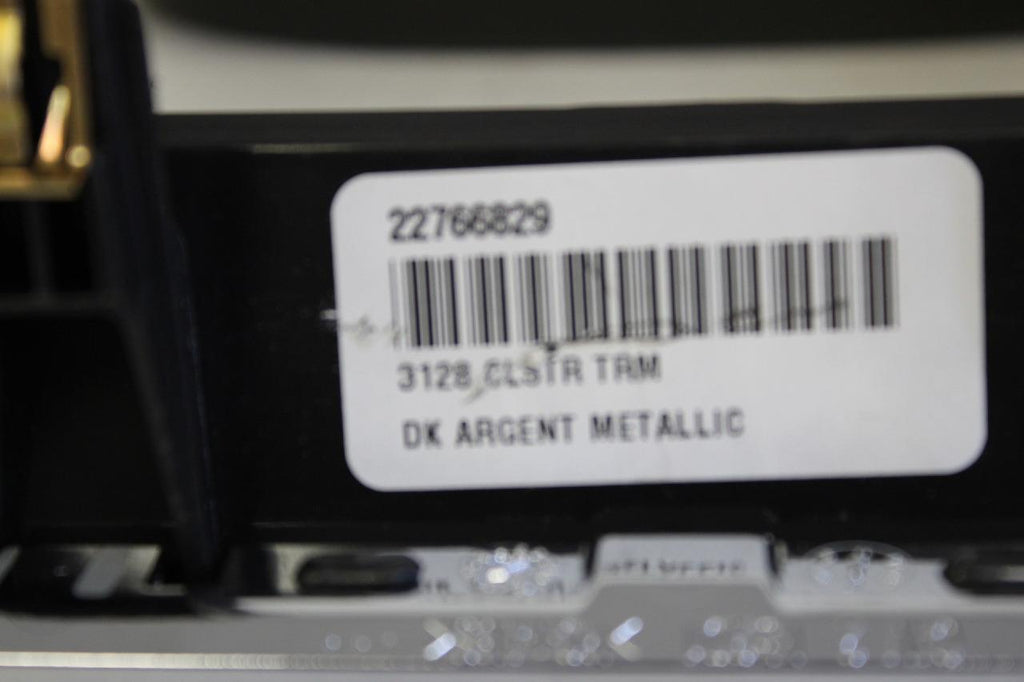 22766829
3128 CLSTR TRM
DK ARGENT METALLIC